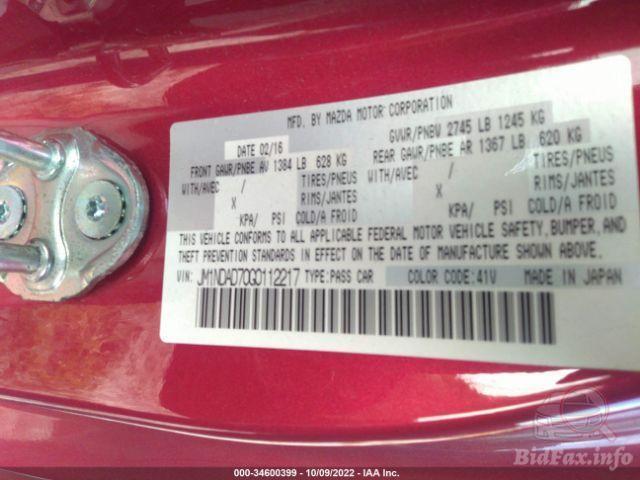 MFD. BY MAZDA MOTOR CORPORATION
DATE 02/16 GVWR/PNBV 2745 LB 1245 KG
FRONT GAWR/PNBE AV 1384 LB 628 KG REAR GAWR/PNBE AR 1367 LB 620 KG
WITH/AVEC / TIRES/PNEUS WITH/AVEC / TIRES/PNEUS
X RIMS/JANTES X RIMS/JANTES
KPA/ PSI COLD/A FROID KPA/ PSI COLD/A FROID
THIS VEHICLE CONFORMS TO ALL APPLICABLE FEDERAL MOTOR VEHICLE SAFETY, BUMPER, AND
THEFT PREVENTION STANDARDS IN EFFECT ON THE DATE OF MANUFACTURE SHOWN ABOVE.
VIN: JM1NDAD70G0112217 TYPE:PASS CAR COLOR CODE:41V MADE IN JAPAN
BidFax.info
000-34600399 - 10/09/2022 - IAA Inc.